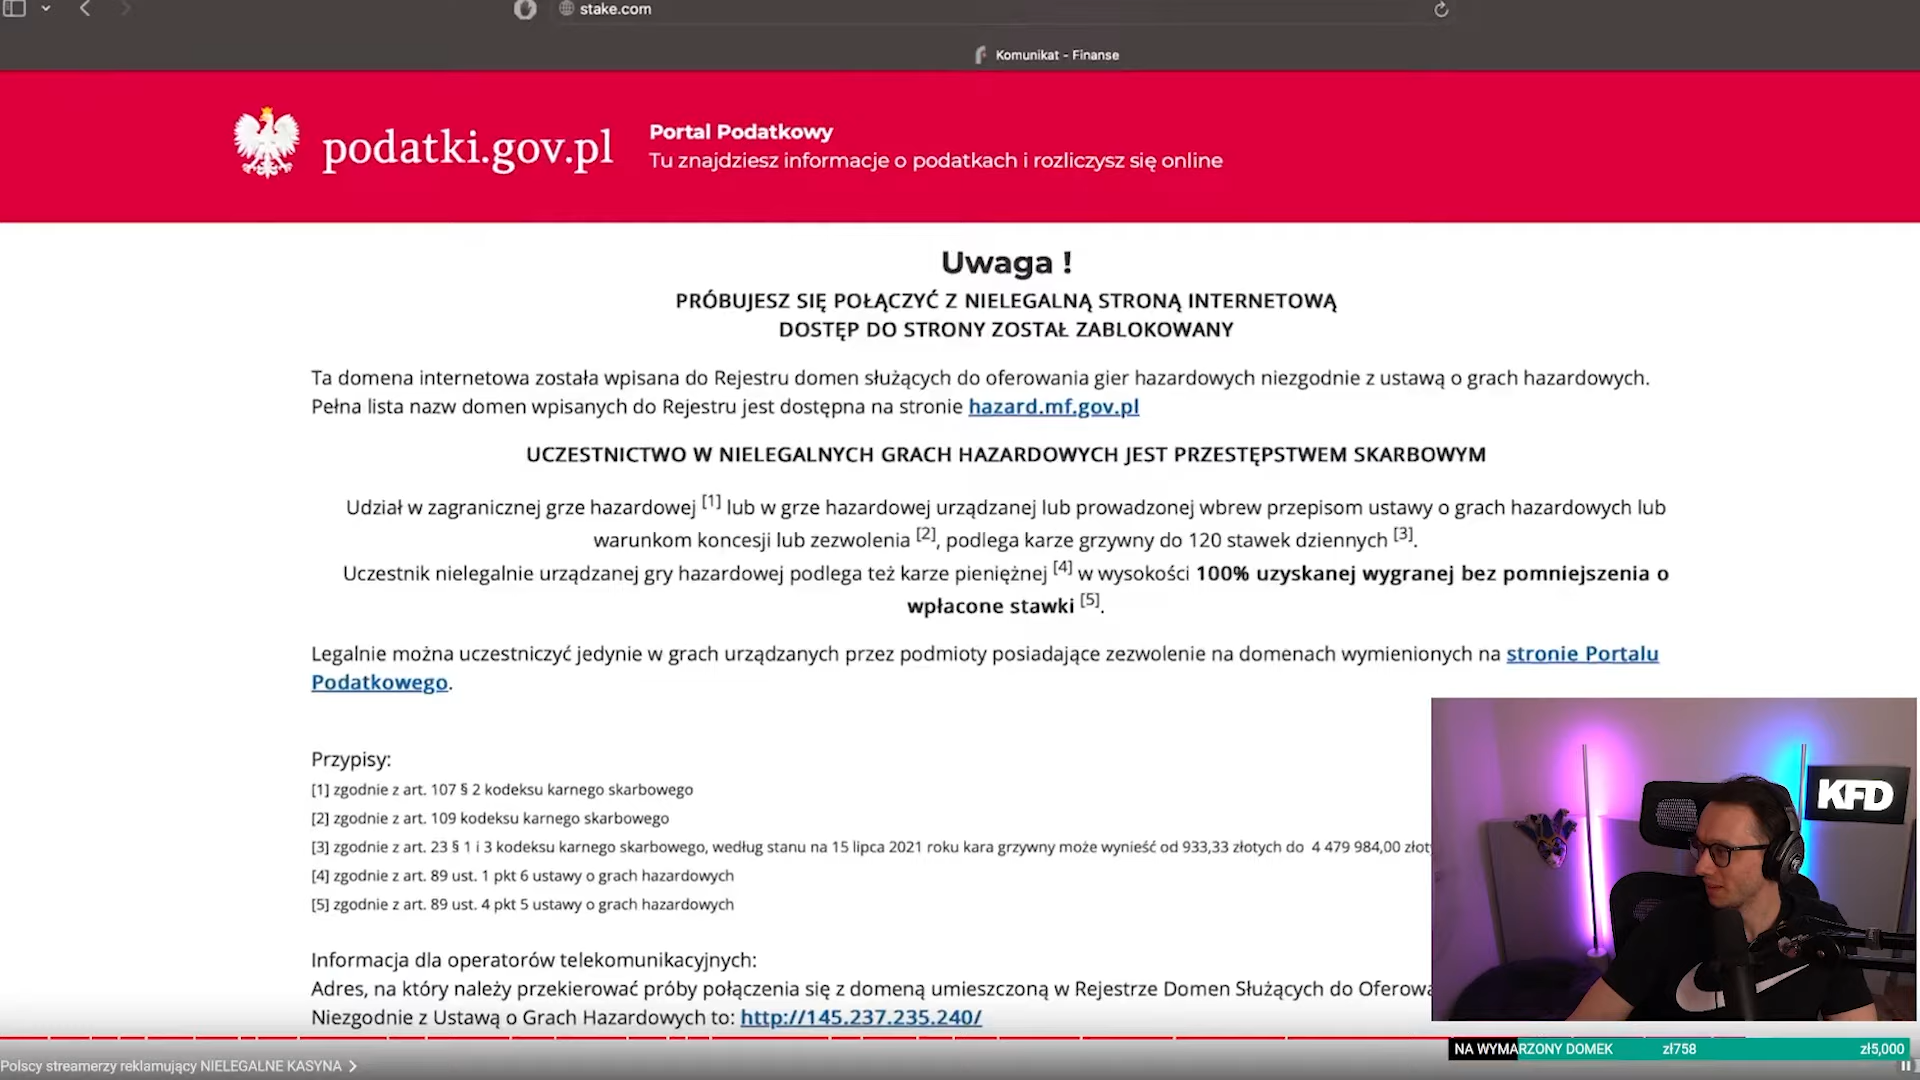 stake.com
Komunikat - Finanse
podatki.gov.pl
Portal Podatkowy
Tu znajdziesz informacje o podatkach i rozliczysz się online
Uwaga !
PRÓBUJESZ SIĘ POŁĄCZYĆ Z NIELEGALNĄ STRONĄ INTERNETOWĄ
DOSTĘP DO STRONY ZOSTAŁ ZABLOKOWANY
Ta domena internetowa została wpisana do Rejestru domen służących do oferowania gier hazardowych niezgodnie z ustawą o grach hazardowych.
Pełna lista nazw domen wpisanych do Rejestru jest dostępna na stronie hazard.mf.gov.pl
UCZESTNICTWO W NIELEGALNYCH GRACH HAZARDOWYCH JEST PRZESTĘPSTWEM SKARBOWYM
Udział w zagranicznej grze hazardowej [1] lub w grze hazardowej urządzanej lub prowadzonej wbrew przepisom ustawy o grach hazardowych lub
warunkom koncesji lub zezwolenia [2], podlega karze grzywny do 120 stawek dziennych [3].
Uczestnik nielegalnie urządzanej gry hazardowej podlega też karze pieniężnej [4] w wysokości 100% uzyskanej wygranej bez pomniejszenia o
wpłacone stawki [5].
Legalnie można uczestniczyć jedynie w grach urządzanych przez podmioty posiadające zezwolenie na domenach wymienionych na stronie Portalu
Podatkowego.
Przypisy:
[1] zgodnie z art. 107 § 2 kodeksu karnego skarbowego
[2] zgodnie z art. 109 kodeksu karnego skarbowego
[3] zgodnie z art. 23 § 1 i 3 kodeksu karnego skarbowego, według stanu na 15 lipca 2021 roku kara grzywny może wynieść od 933,33 złotych do 4 479 984,00 złoty
[4] zgodnie z art. 89 ust. 1 pkt 6 ustawy o grach hazardowych
[5] zgodnie z art. 89 ust. 4 pkt 5 ustawy o grach hazardowych
Informacja dla operatorów telekomunikacyjnych:
Adres, na który należy przekierować próby połączenia się z domeną umieszczoną w Rejestrze Domen Służących do Oferowa
Niezgodnie z Ustawą o Grach Hazardowych to: http://145.237.235.240/
KFD
NA WYMARZONY DOMEK zł758 zł5,000
Polscy streamerzy reklamujący NIELEGALNE KASYNA